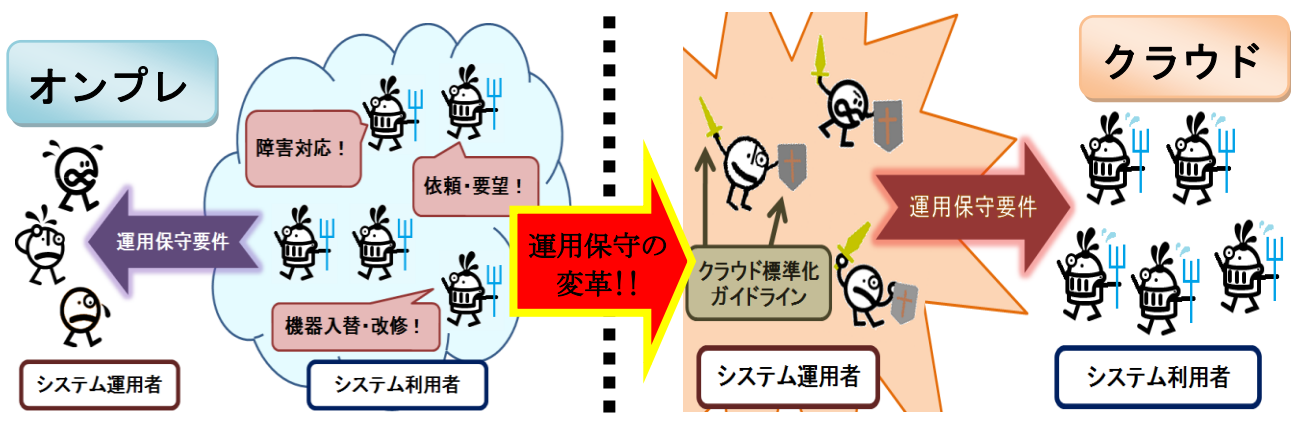 オンプレ
障害対応！
依頼・要望！
運用保守要件
機器入替・改修！
システム運用者
システム利用者
運用保守の
変革!!
クラウド
運用保守要件
クラウド標準化
ガイドライン
システム運用者
システム利用者